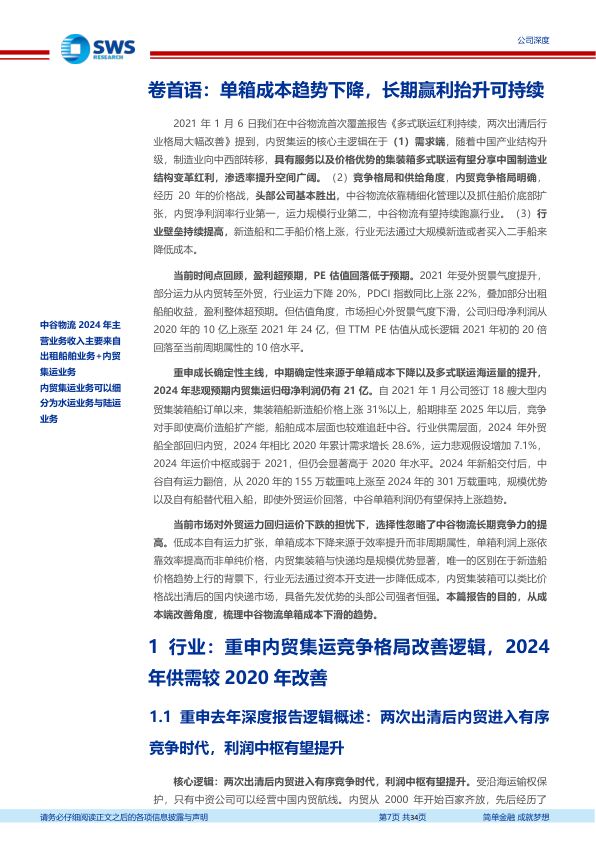 SWS
RESEARCH
公司深度
卷首语：单箱成本趋势下降，长期赢利抬升可持续
2021 年 1 月 6 日我们在中谷物流首次覆盖报告《多式联运红利持续，两次出清后行
业格局大幅改善》提到，内贸集运的核心主逻辑在于（1）需求端，随着中国产业结构升
级，制造业向中西部转移，具有服务以及价格优势的集装箱多式联运有望分享中国制造业
结构变革红利，渗透率提升空间广阔。（2）竞争格局和供给角度，内贸竞争格局明确，
经历 20 年的价格战，头部公司基本胜出，中谷物流依靠精细化管理以及抓住船价底部扩
张，内贸净利润率行业第一，运力规模行业第二，中谷物流有望持续跑赢行业。（3）行
业壁垒持续提高，新造船和二手船价格上涨，行业无法通过大规模新造或者买入二手船来
降低成本。
当前时间点回顾，盈利超预期，PE 估值回落低于预期。2021 年受外贸景气度提升，
部分运力从内贸转至外贸，行业运力下降 20%，PDCI 指数同比上涨 22%，叠加部分出租
船舶收益，盈利整体超预期。但估值角度，市场担心外贸景气度下滑，公司归母净利润从
2020 年的 10 亿上涨至 2021 年 24 亿，但 TTM PE 估值从成长逻辑 2021 年初的 20 倍
回落至当前周期属性的 10 倍水平。
中谷物流 2024 年主
营业务收入主要来自
出租船舶业务+内贸
集运业务
内贸集运业务可以细
分为水运业务与陆运
业务
重申成长确定性主线，中期确定性来源于单箱成本下降以及多式联运海运量的提升，
2024 年悲观预期内贸集运归母净利润仍有 21 亿。自 2021 年 1 月公司签订 18 艘大型内
贸集装箱船订单以来，集装箱船新造船价格上涨 31%以上，船期排至 2025 年以后，竞争
对手即使高价造船扩产能，船舶成本层面也较难追赶中谷。行业供需层面，2024 年外贸
船全部回归内贸，2024 年相比 2020 年累计需求增长 28.6%，运力悲观假设增加 7.1%，
2024 年运价中枢或弱于 2021，但仍会显著高于 2020 年水平。2024 年新船交付后，中
谷自有运力翻倍，从 2020 年的 155 万载重吨上涨至 2024 年的 301 万载重吨，规模优势
以及自有船替代租入船，即使外贸运价回落，中谷单箱利润仍有望保持上涨趋势。
当前市场对外贸运力回归运价下跌的担忧下，选择性忽略了中谷物流长期竞争力的提
高。低成本自有运力扩张，单箱成本下降来源于效率提升而非周期属性，单箱利润上涨依
靠效率提高而非单纯价格，内贸集装箱与快递均是规模优势显著，唯一的区别在于新造船
价格趋势上行的背景下，行业无法通过资本开支进一步降低成本，内贸集装箱可以类比价
格战出清后的国内快递市场，具备先发优势的头部公司强者恒强。本篇报告的目的，从成
本端改善角度，梳理中谷物流单箱成本下滑的趋势。
1 行业：重申内贸集运竞争格局改善逻辑，2024
年供需较 2020 年改善
1.1 重申去年深度报告逻辑概述：两次出清后内贸进入有序
竞争时代，利润中枢有望提升
核心逻辑：两次出清后内贸进入有序竞争时代，利润中枢有望提升。受沿海运输权保
护，只有中资公司可以经营中国内贸航线。内贸从 2000 年开始百家齐放，先后经历了
请务必仔细阅读正文之后的各项信息披露与声明
第7页 共34页
简单金融 成就梦想